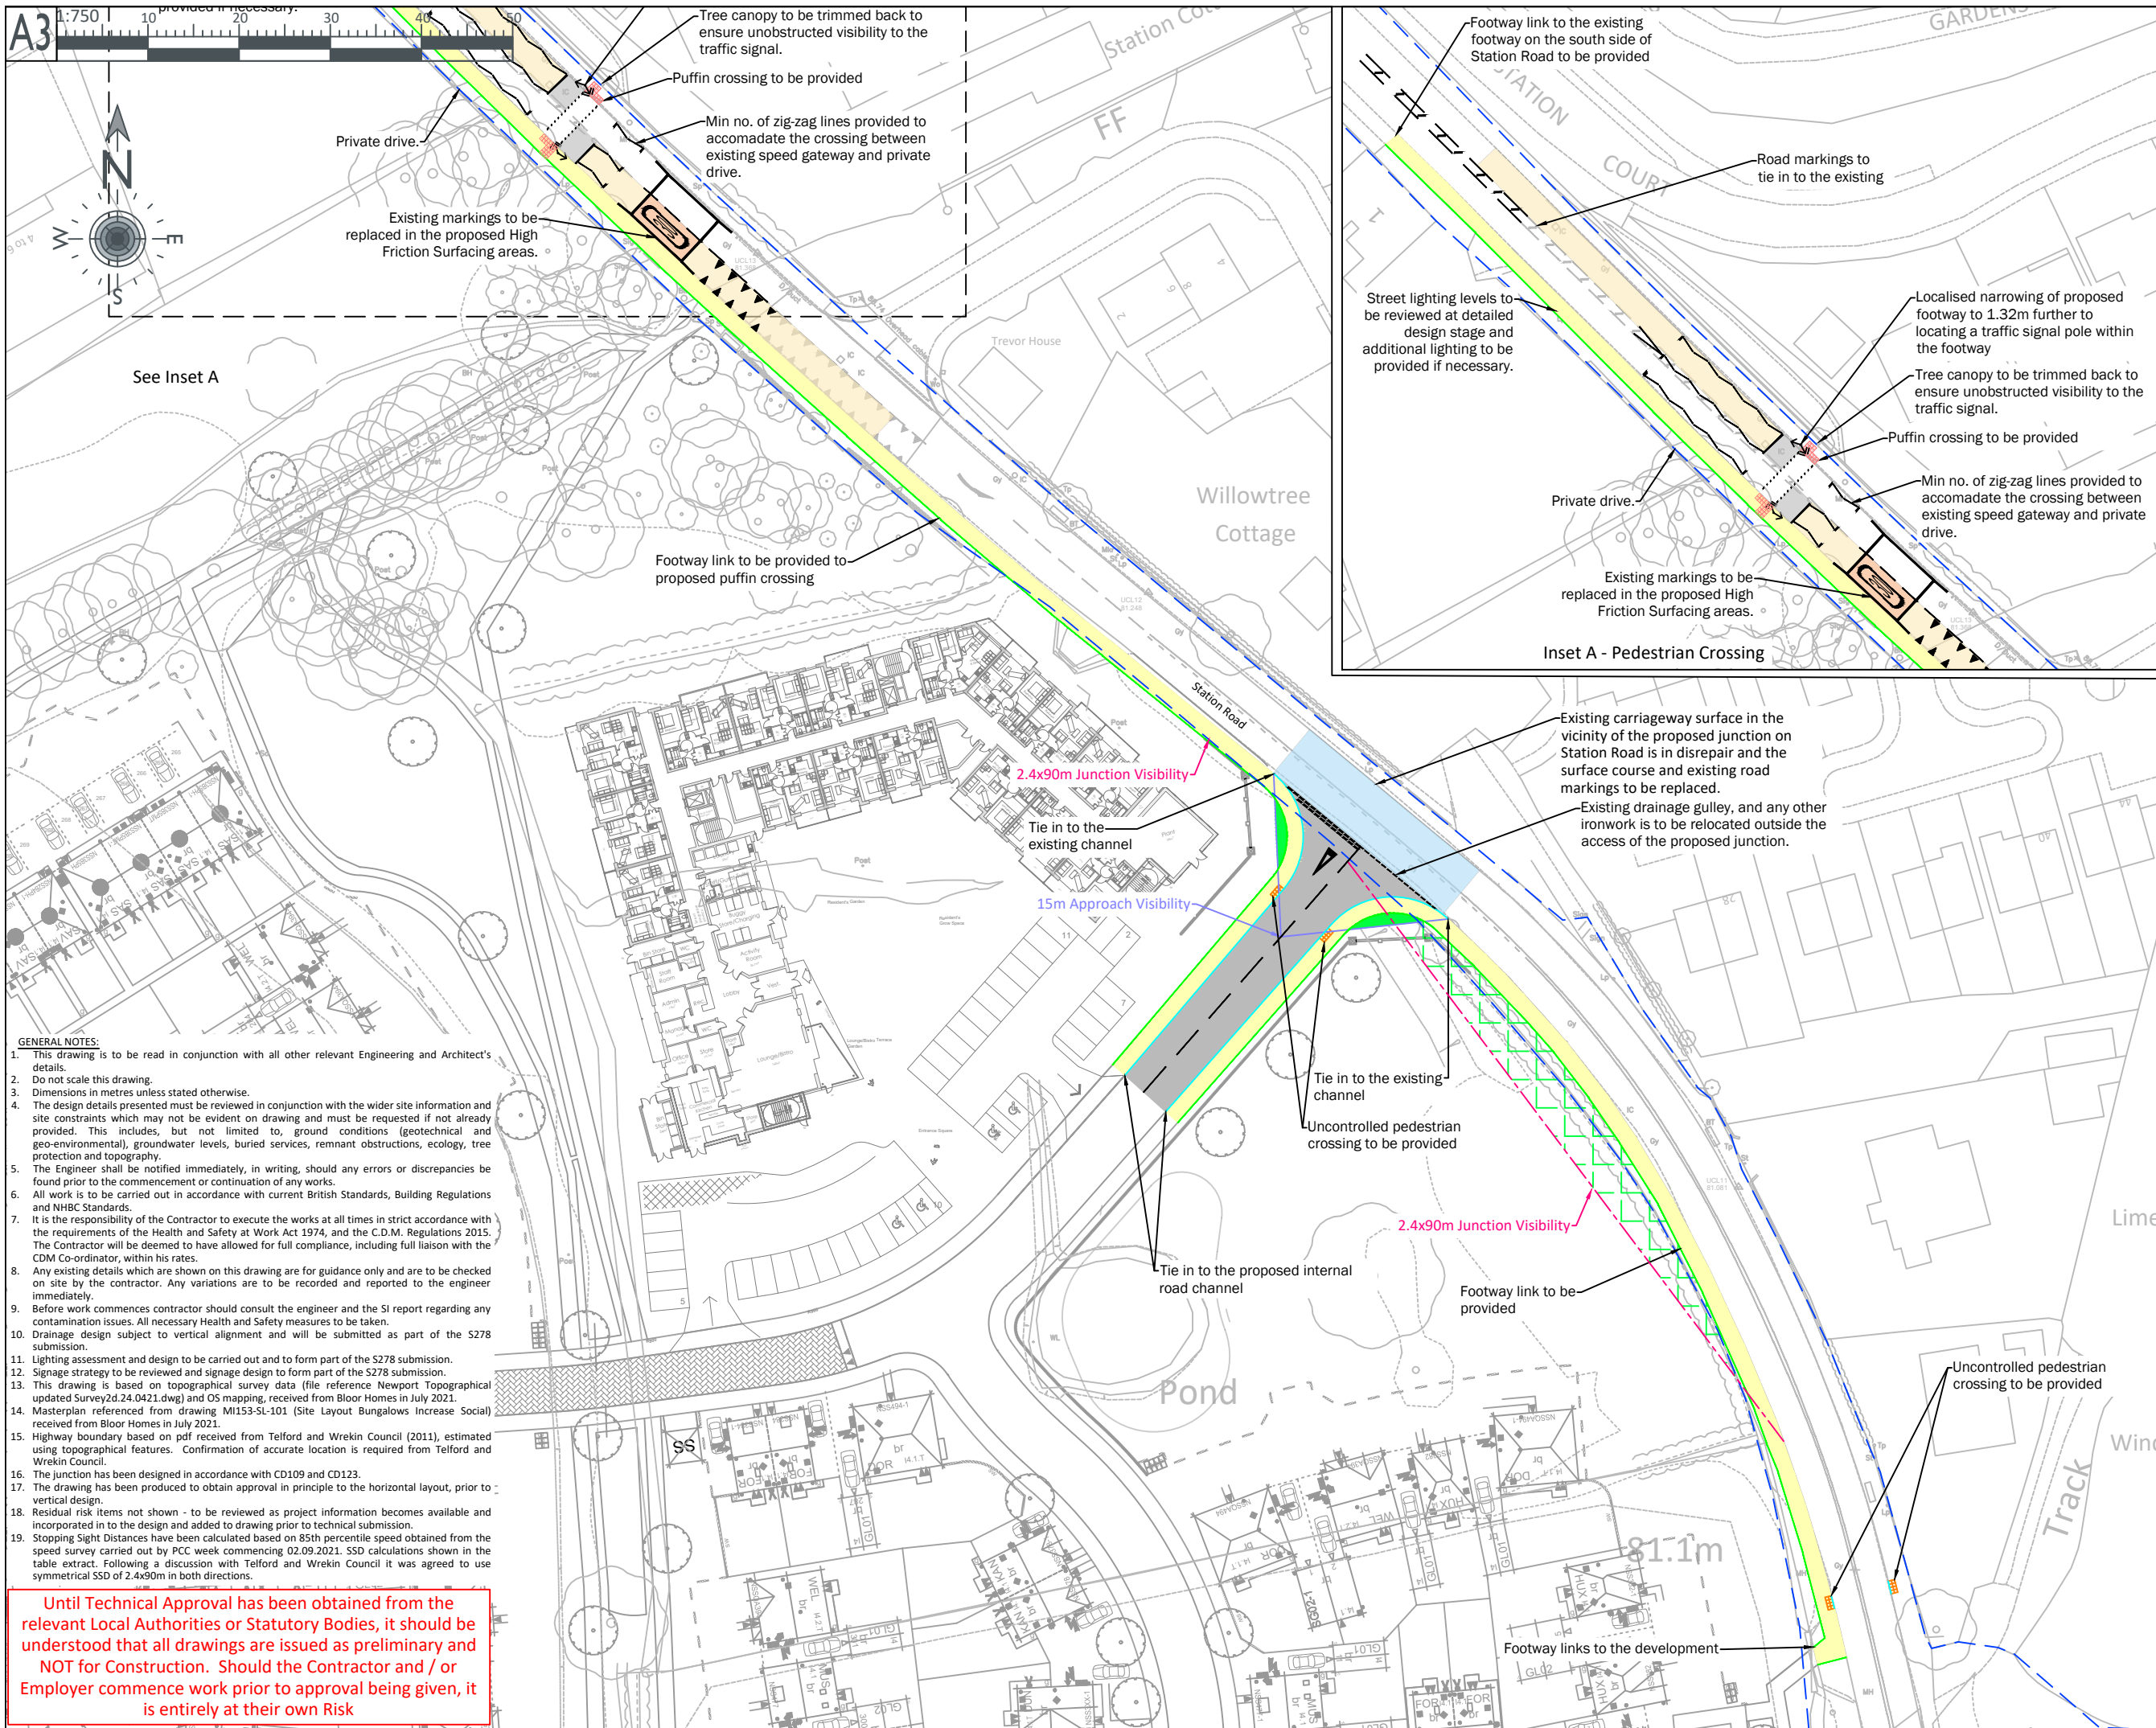 A3
1:750
10
20
30
40
50
provided if necessary.
Tree canopy to be trimmed back to
ensure unobstructed visibility to the
traffic signal.
Puffin crossing to be provided
Private drive.
Min no. of zig-zag lines provided to
accomadate the crossing between
existing speed gateway and private
drive.
Existing markings to be
replaced in the proposed High
Friction Surfacing areas.
N
W
E
S
See Inset A
Station Co
FF
Trevor House
Willowtree
Cottage
Footway link to be provided to
proposed puffin crossing
Footway link to the existing
footway on the south side of
Station Road to be provided
GARDENS
STATION
COURT
Road markings to
tie in to the existing
Street lighting levels to
be reviewed at detailed
design stage and
additional lighting to be
provided if necessary.
Localised narrowing of proposed
footway to 1.32m further to
locating a traffic signal pole within
the footway
Tree canopy to be trimmed back to
ensure unobstructed visibility to the
traffic signal.
Puffin crossing to be provided
Private drive.
Min no. of zig-zag lines provided to
accomadate the crossing between
existing speed gateway and private
drive.
Existing markings to be
replaced in the proposed High
Friction Surfacing areas.
Inset A - Pedestrian Crossing
Station Road
2.4x90m Junction Visibility
Tie in to the
existing channel
15m Approach Visibility
Existing carriageway surface in the
vicinity of the proposed junction on
Station Road is in disrepair and the
surface course and existing road
markings to be replaced.
Existing drainage gulley, and any other
ironwork is to be relocated outside the
access of the proposed junction.
Tie in to the existing
channel
Uncontrolled pedestrian
crossing to be provided
2.4x90m Junction Visibility
Tie in to the proposed internal
road channel
Footway link to be
provided
Uncontrolled pedestrian
crossing to be provided
Pond
SS
81.1m
Track
Lime
Wind
Footway links to the development
GENERAL NOTES:
1. This drawing is to be read in conjunction with all other relevant Engineering and Architect's
details.
2. Do not scale this drawing.
3. Dimensions in metres unless stated otherwise.
4. The design details presented must be reviewed in conjunction with the wider site information and
site constraints which may not be evident on drawing and must be requested if not already
provided. This includes, but not limited to, ground conditions (geotechnical and
geo-environmental), groundwater levels, buried services, remnant obstructions, ecology, tree
protection and topography.
5. The Engineer shall be notified immediately, in writing, should any errors or discrepancies be
found prior to the commencement or continuation of any works.
6. All work is to be carried out in accordance with current British Standards, Building Regulations
and NHBC Standards.
7. It is the responsibility of the Contractor to execute the works at all times in strict accordance with
the requirements of the Health and Safety at Work Act 1974, and the C.D.M. Regulations 2015.
The Contractor will be deemed to have allowed for full compliance, including full liaison with the
CDM Co-ordinator, within his rates.
8. Any existing details which are shown on this drawing are for guidance only and are to be checked
on site by the contractor. Any variations are to be recorded and reported to the engineer
immediately.
9. Before work commences contractor should consult the engineer and the SI report regarding any
contamination issues. All necessary Health and Safety measures to be taken.
10. Drainage design subject to vertical alignment and will be submitted as part of the S278
submission.
11. Lighting assessment and design to be carried out and to form part of the S278 submission.
12. Signage strategy to be reviewed and signage design to form part of the S278 submission.
13. This drawing is based on topographical survey data (file reference Newport Topographical
updated Survey2d.24.0421.dwg) and OS mapping, received from Bloor Homes in July 2021.
14. Masterplan referenced from drawing MI153-SL-101 (Site Layout Bungalows Increase Social)
received from Bloor Homes in July 2021.
15. Highway boundary based on pdf received from Telford and Wrekin Council (2011), estimated
using topographical features. Confirmation of accurate location is required from Telford and
Wrekin Council.
16. The junction has been designed in accordance with CD109 and CD123.
17. The drawing has been produced to obtain approval in principle to the horizontal layout, prior to
vertical design.
18. Residual risk items not shown - to be reviewed as project information becomes available and
incorporated in to the design and added to drawing prior to technical submission.
19. Stopping Sight Distances have been calculated based on 85th percentile speed obtained from the
speed survey carried out by PCC week commencing 02.09.2021. SSD calculations shown in the
table extract. Following a discussion with Telford and Wrekin Council it was agreed to use
symmetrical SSD of 2.4x90m in both directions.
Until Technical Approval has been obtained from the
relevant Local Authorities or Statutory Bodies, it should be
understood that all drawings are issued as preliminary and
NOT for Construction. Should the Contractor and / or
Employer commence work prior to approval being given, it
is entirely at their own Risk